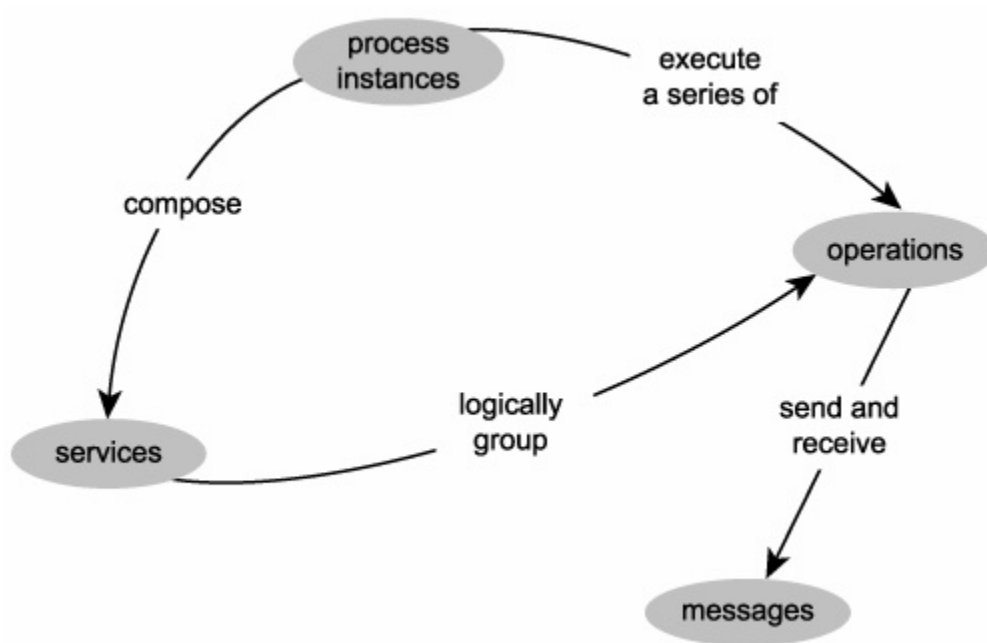 process
instances
execute
a series of
compose
operations
logically
group
send and
receive
services
messages